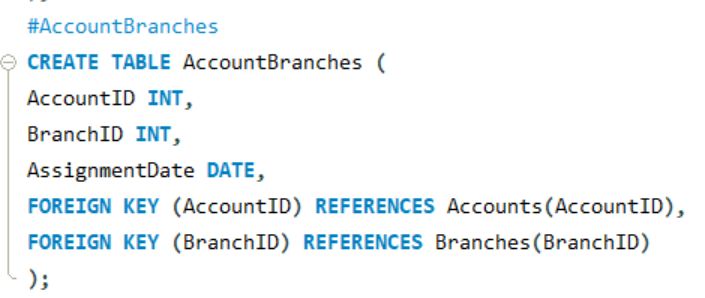 #AccountBranches
CREATE TABLE AccountBranches (
AccountID INT,
BranchID INT,
AssignmentDate DATE,
FOREIGN KEY (AccountID) REFERENCES Accounts(AccountID),
FOREIGN KEY (BranchID) REFERENCES Branches(BranchID)
);